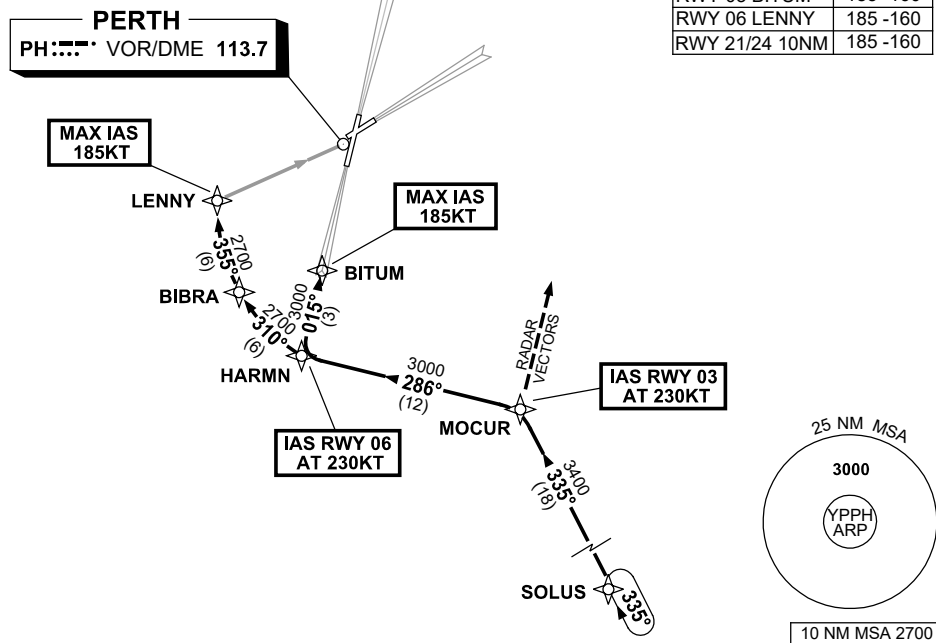 PERTH
PH VOR/DME 113.7
RWY 06 LENNY 185 -160
RWY 21/24 10NM 185 -160
MAX IAS
185KT
LENNY
MAX IAS
185KT
2700
355°
(6)
BITUM
BIBRA
3000
015°
(3)
2700
310°
(6)
RADAR
VECTORS
HARMN
3000
286°
(12)
IAS RWY 03
AT 230KT
MOCUR
IAS RWY 06
AT 230KT
25 NM MSA
3000
3400
335°
(18)
YPPH
ARP
SOLUS
335°
10 NM MSA 2700